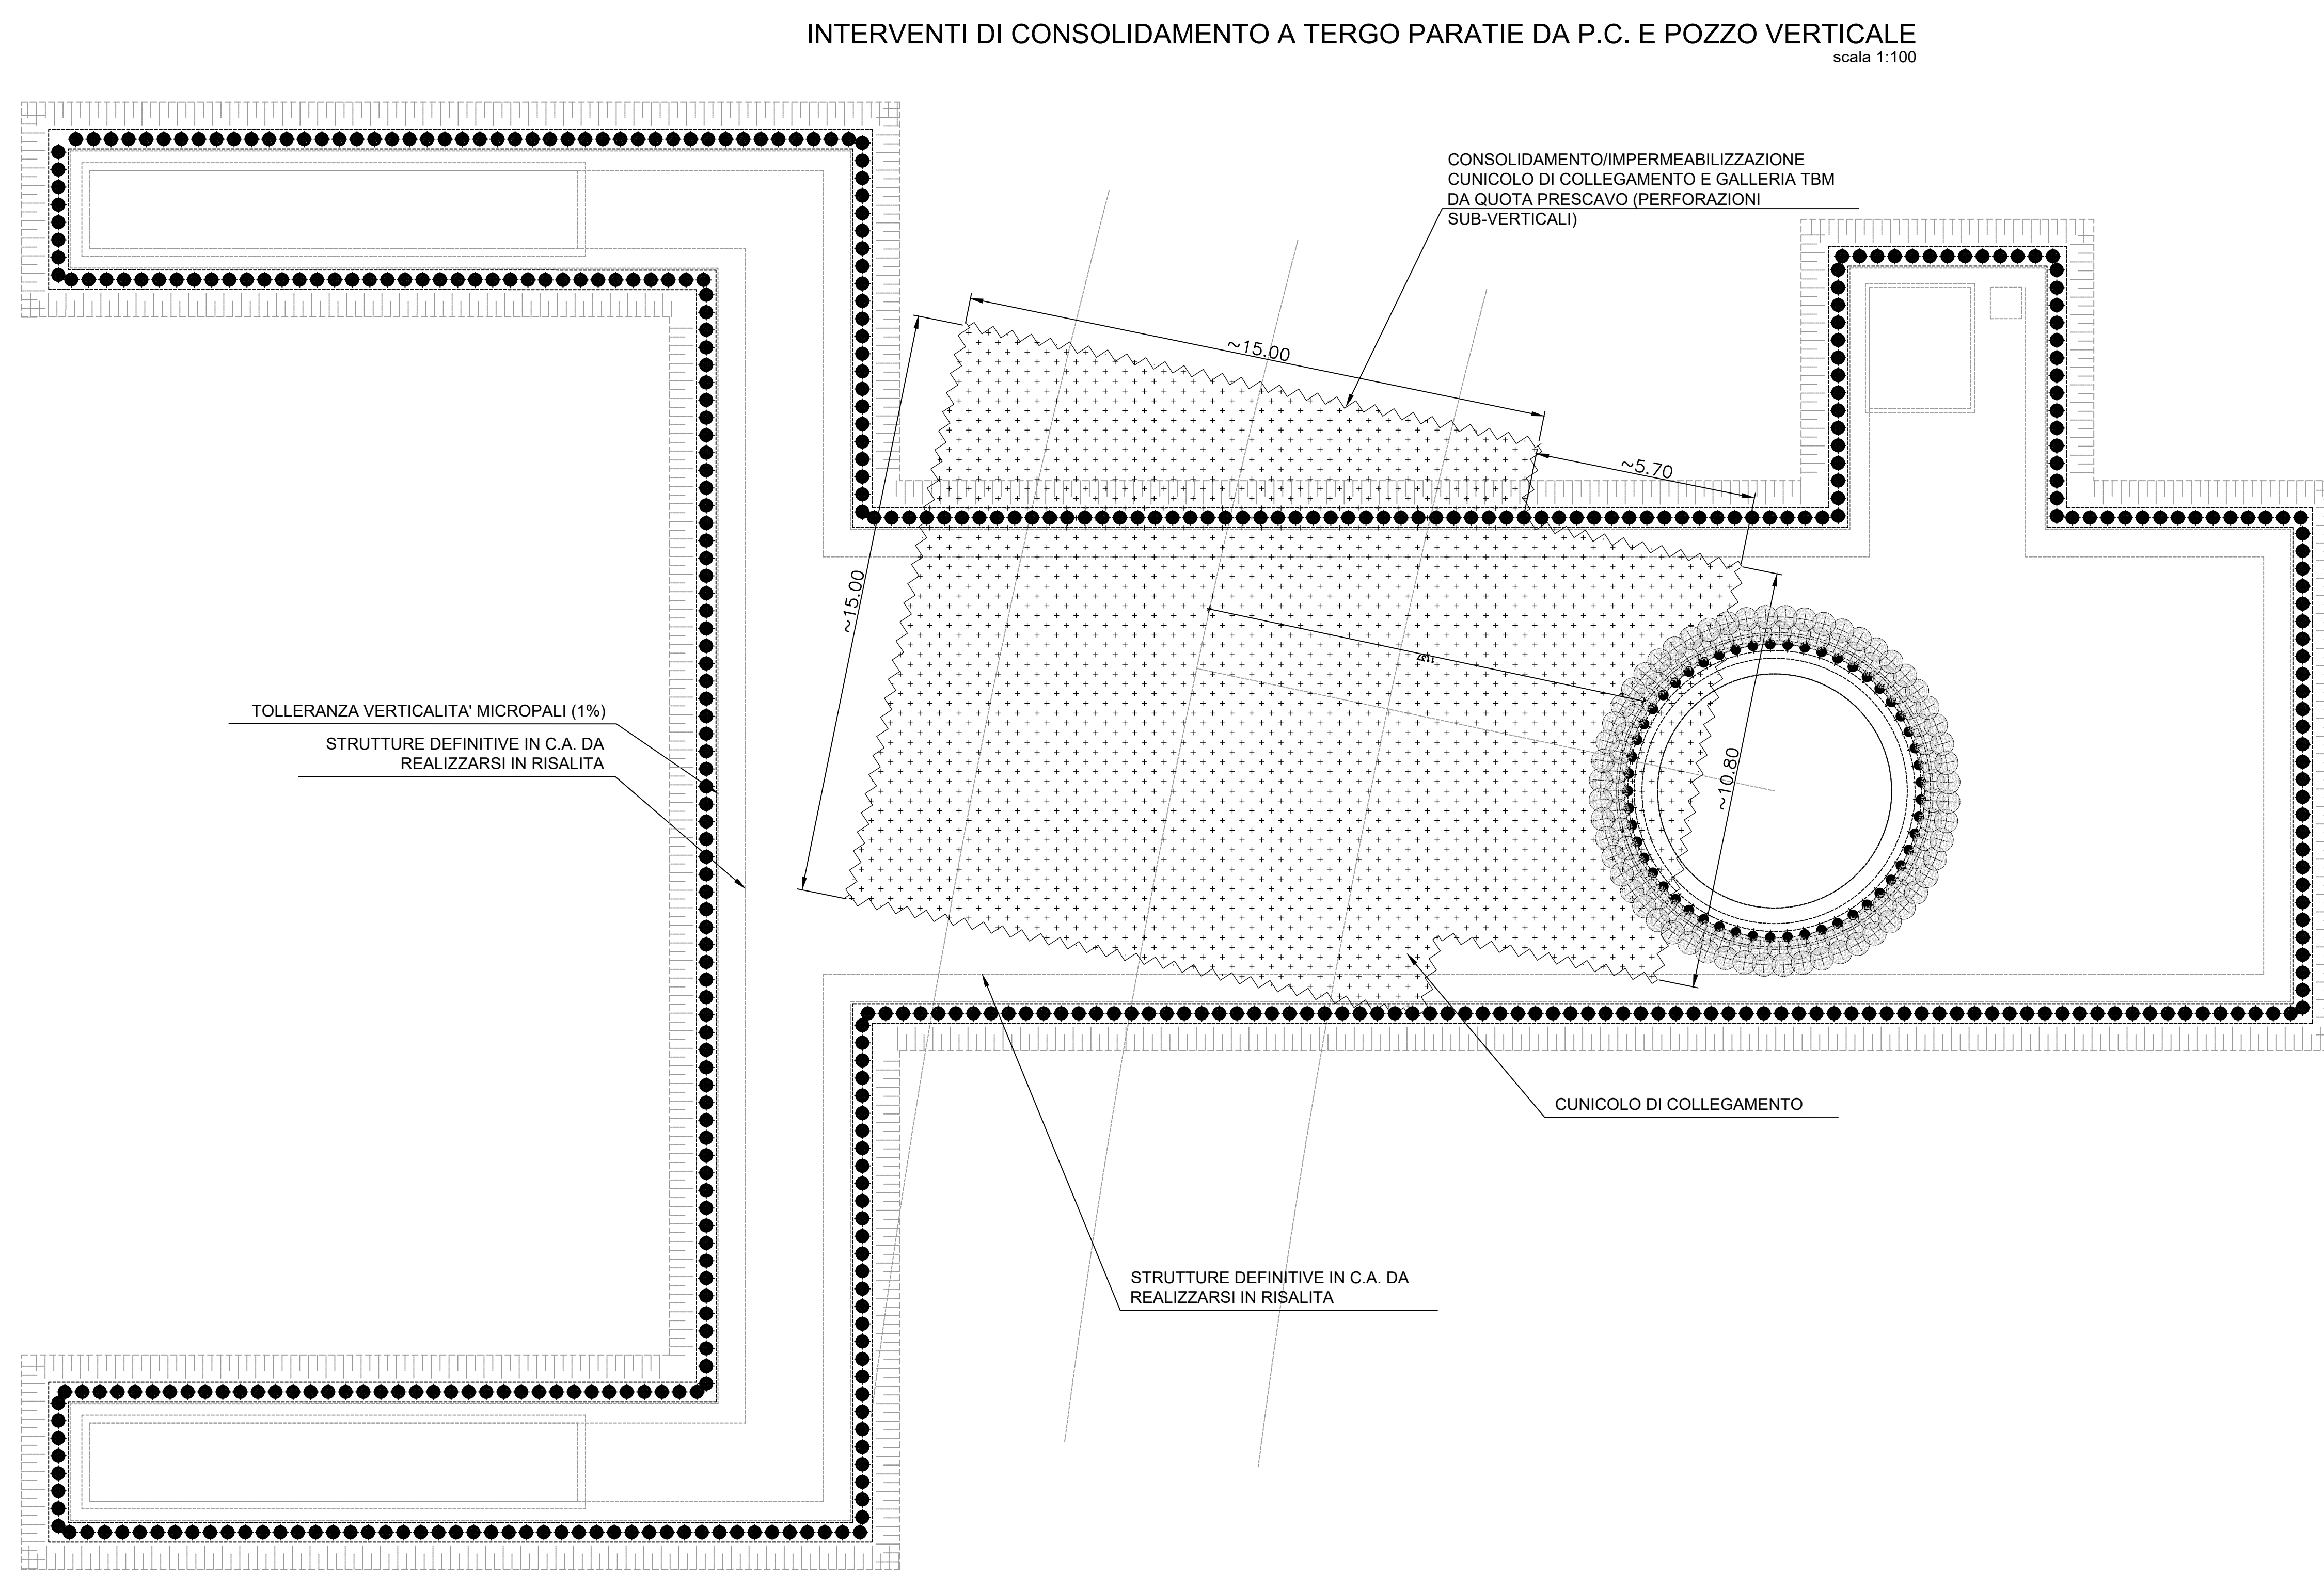 INTERVENTI DI CONSOLIDAMENTO A TERGO PARATIE DA P.C. E POZZO VERTICALE
scala 1:100
CONSOLIDAMENTO/IMPERMEABILIZZAZIONE
CUNICOLO DI COLLEGAMENTO E GALLERIA TBM
DA QUOTA PRESCAVO (PERFORAZIONI
SUB-VERTICALI)
~15.00
~5.70
~15.00
TOLLERANZA VERTICALITA' MICROPALI (1%)
STRUTTURE DEFINITIVE IN C.A. DA
REALIZZARSI IN RISALITA
~10.80
CUNICOLO DI COLLEGAMENTO
STRUTTURE DEFINITIVE IN C.A. DA
REALIZZARSI IN RISALITA